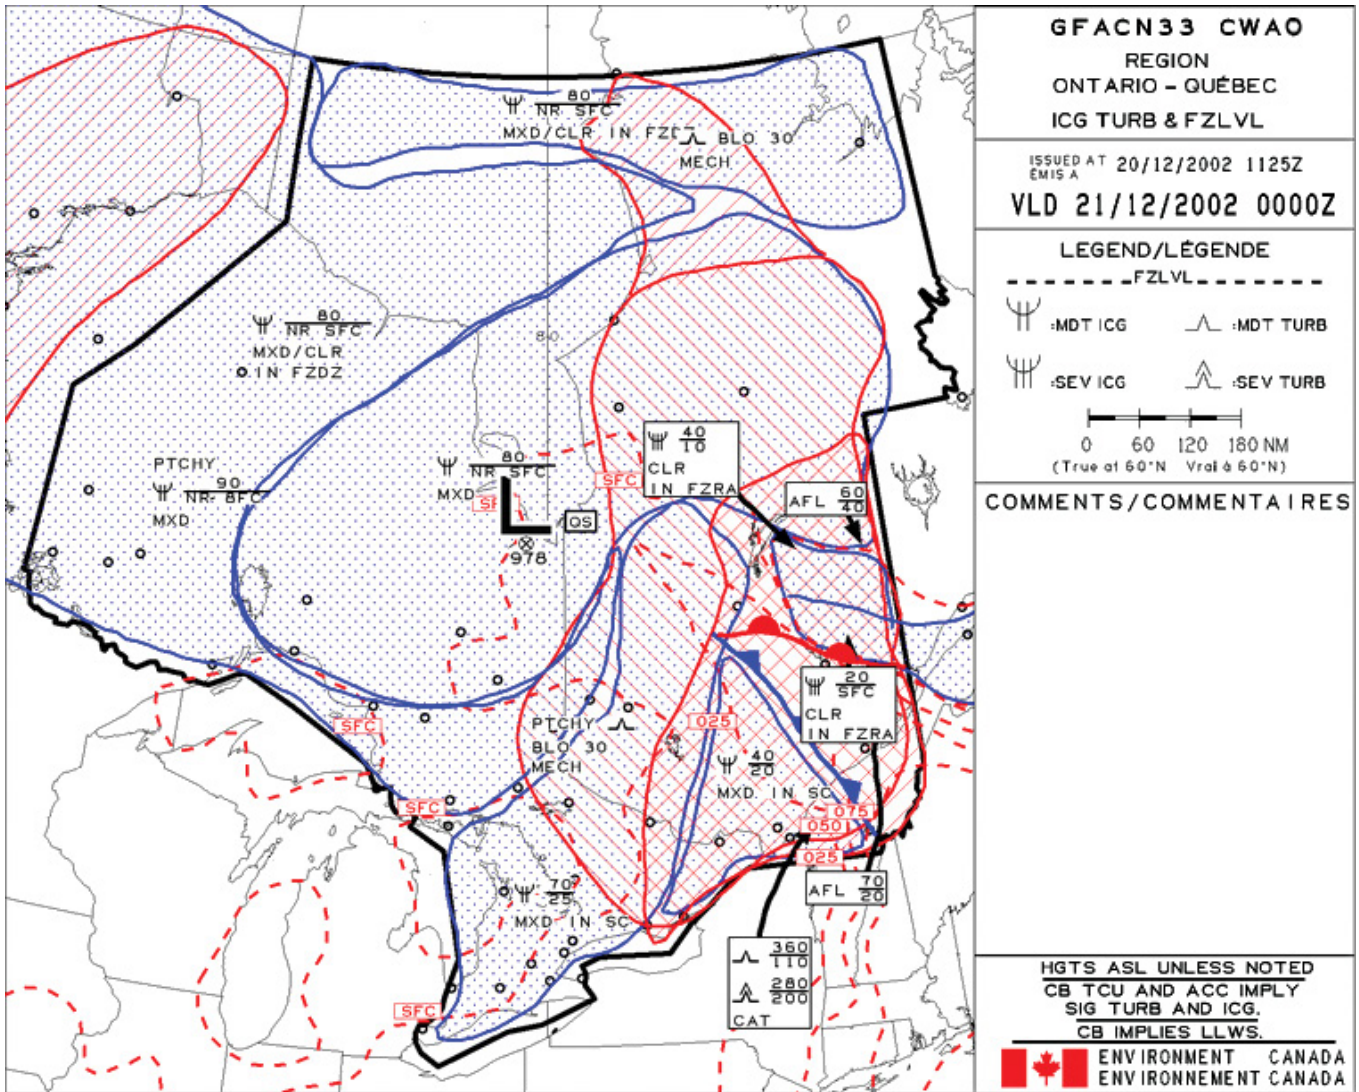 GFACN33 CWAO
REGION
ONTARIO - QUÉBEC
ICG TURB & FZLVL
ISSUED AT
ÉMIS A
20/12/2002 1125Z
VLD 21/12/2002 0000Z
LEGEND/LÉGENDE
FZLVL
:MDT ICG
:MDT TURB
:SEV ICG
:SEV TURB
0 60 120 180 NM
(True at 60°N Vrai à 60°N)
COMMENTS/COMMENTAIRES
HGTS ASL UNLESS NOTED
CB TCU AND ACC IMPLY
SIG TURB AND ICG.
CB IMPLIES LLWS.
ENVIRONMENT CANADA
ENVIRONEMENT CANADA
80
NR SFC
MXD/CLR IN
BLO 30
MECH
80
NR SFC
MXD/CLR
IN FZDZ
80
PTCHY
90
NR SFC
MXD
80
NR SFC
MXD
SFC
40
10
CLR
IN FZRA
AFL 60
40
QS
L
978
20
SFC
CLR
IN FZRA
SFC
PTCHY
BLO 30
MECH
025
40
20
MXD IN SC
SFC
075
050
025
AFL 70
20
70
25
MXD IN SC
360
110
280
200
CAT
SFC